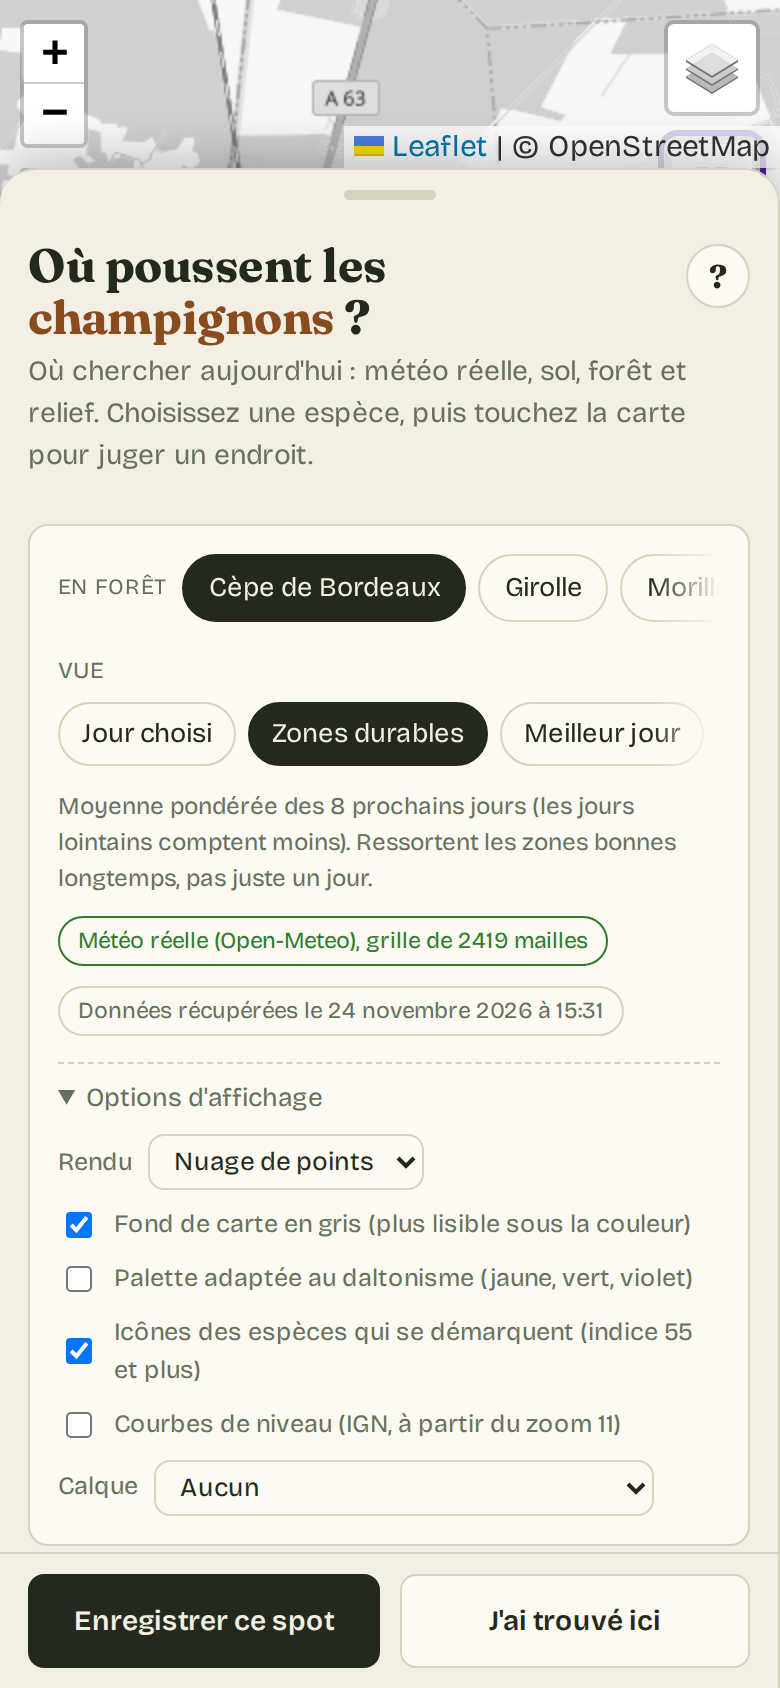 +
−
A 63
Leaflet | © OpenStreetMap
Où poussent les
champignons ?
?
Où chercher aujourd'hui : météo réelle, sol, forêt et
relief. Choisissez une espèce, puis touchez la carte
pour juger un endroit.
EN FORÊT Cèpe de Bordeaux Girolle
VUE
Jour choisi Zones durables Meilleur jour
Moyenne pondérée des 8 prochains jours (les jours
lointains comptent moins). Ressortent les zones bonnes
longtemps, pas juste un jour.
Météo réelle (Open-Meteo), grille de 2419 mailles
Données récupérées le 24 novembre 2026 à 15:31
▼ Options d'affichage
Rendu Nuage de points
Fond de carte en gris (plus lisible sous la couleur)
Palette adaptée au daltonisme (jaune, vert, violet)
Icônes des espèces qui se démarquent (indice 55
et plus)
Courbes de niveau (IGN, à partir du zoom 11)
Calque Aucun
Enregistrer ce spot J'ai trouvé ici